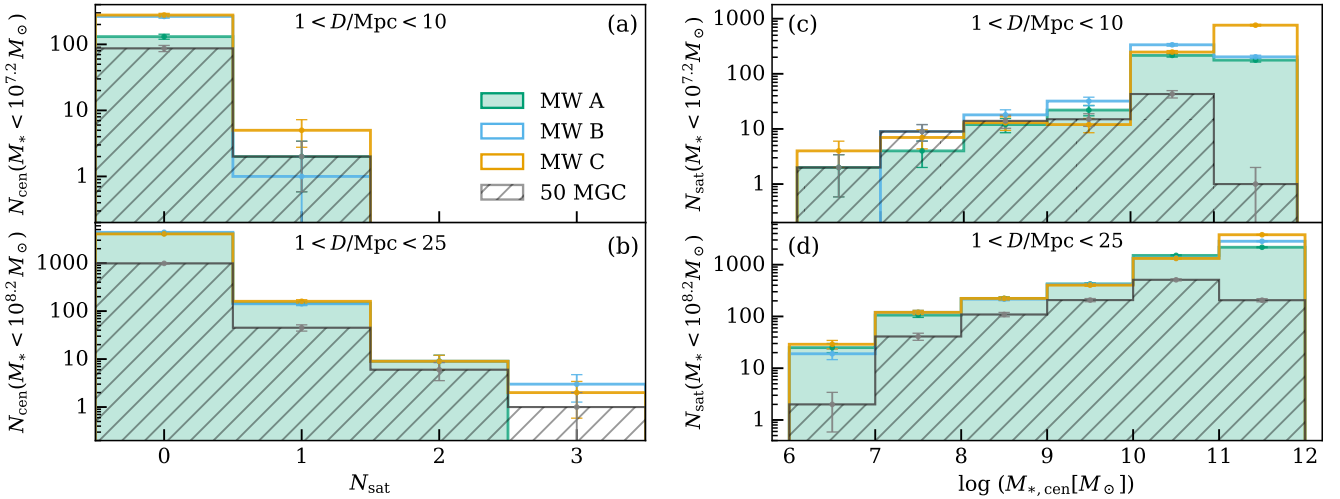 1 < D/Mpc < 10
(a)
100
10
1
N_cen(M_* < 10^7.2 M_⊙)
MW A
MW B
MW C
50 MGC
1 < D/Mpc < 25
(b)
1000
100
10
1
N_cen(M_* < 10^8.2 M_⊙)
0 1 2 3
N_sat
(c)
1 < D/Mpc < 10
1000
100
10
1
N_sat(M_* < 10^7.2 M_⊙)
(d)
1 < D/Mpc < 25
1000
100
10
1
N_sat(M_* < 10^8.2 M_⊙)
6 7 8 9 10 11 12
log (M_*,cen[M_⊙])